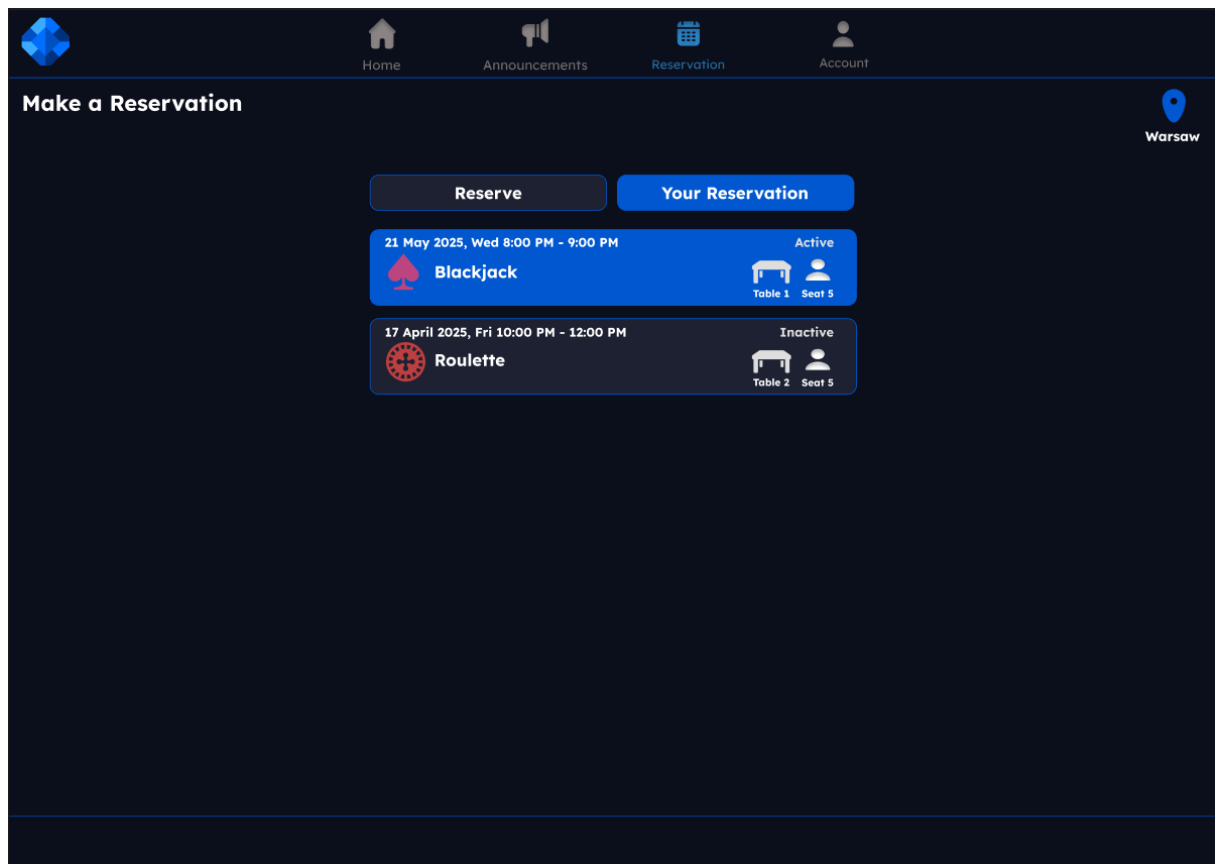 Home Announcements Reservation Account
Make a Reservation
Warsaw
Reserve Your Reservation
21 May 2025, Wed 8:00 PM - 9:00 PM Active
Blackjack
Table 1 Seat 5
17 April 2025, Fri 10:00 PM - 12:00 PM Inactive
Roulette
Table 2 Seat 5